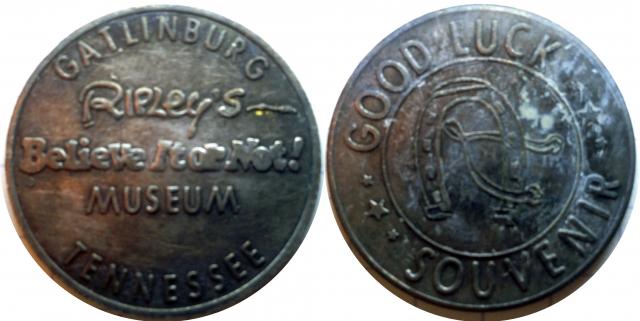 GATLINBURG
RIPLEY'S
Believe It or Not!
MUSEUM
TENNESSEE
GOOD LUCK
SOUVENIR